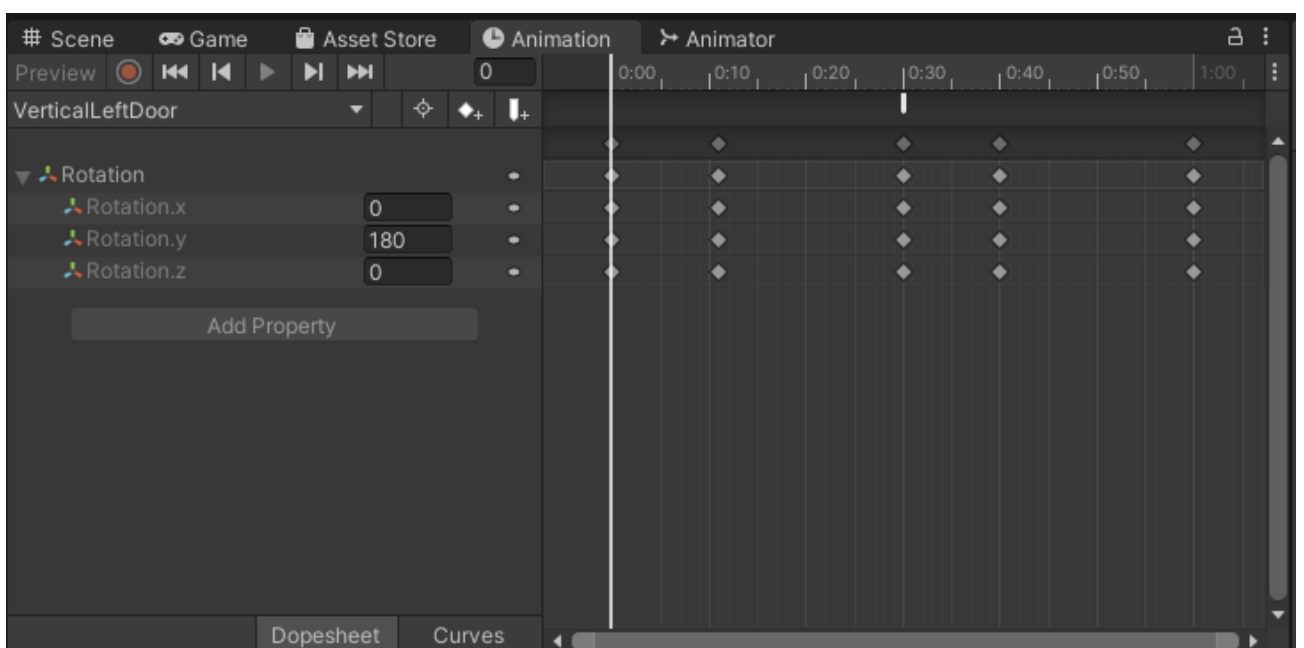 Scene Game Asset Store Animation Animator
Preview 0 0:00 0:10 0:20 0:30 0:40 0:50 1:00
VerticalLeftDoor
Rotation
Rotation.x 0
Rotation.y 180
Rotation.z 0
Add Property
Dopesheet Curves